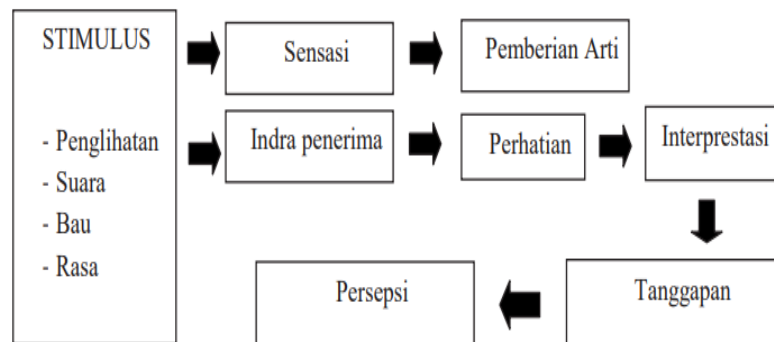 STIMULUS
- Penglihatan
- Suara
- Bau
- Rasa
Sensasi
Pemberian Arti
Indra penerima
Perhatian
Interprestasi
Tanggapan
Persepsi